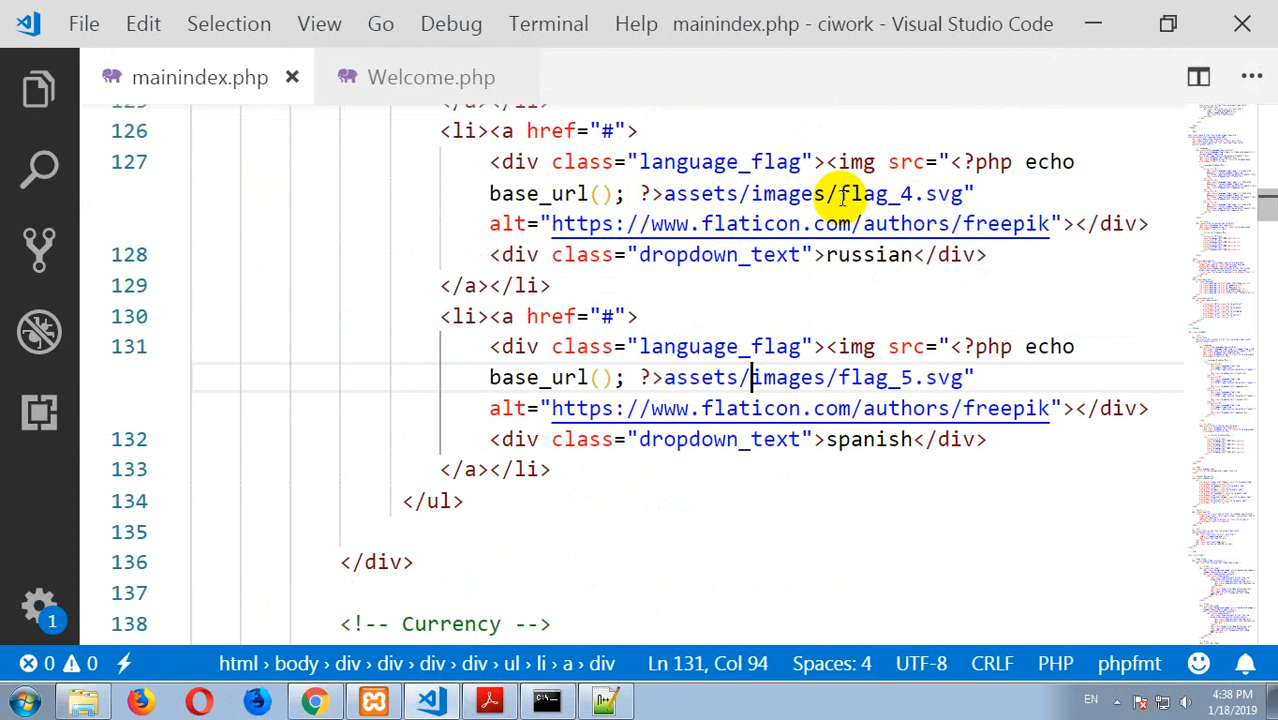 File Edit Selection View Go Debug Terminal Help mainindex.php - ciwork - Visual Studio Code
mainindex.php Welcome.php
125 </a></li>
126 <li><a href="#">
127 <div class="language_flag"><img src="<?php echo
base_url(); ?>assets/images/flag_4.svg"
alt="https://www.flaticon.com/authors/freepik" ></div>
128 <div class="dropdown_text">russian</div>
129 </a></li>
130 <li><a href="#">
131 <div class="language_flag"><img src="<?php echo
base_url(); ?>assets/images/flag_5.svg"
alt="https://www.flaticon.com/authors/freepik"></div>
132 <div class="dropdown_text">spanish</div>
133 </a></li>
134 </ul>
135
136 </div>
137
138 <!-- Currency -->
1
0 0 html › body › div › div › div › div › ul › li › a › div Ln 131, Col 94 Spaces: 4 UTF-8 CRLF PHP phpfmt
EN 4:38 PM
1/18/2019